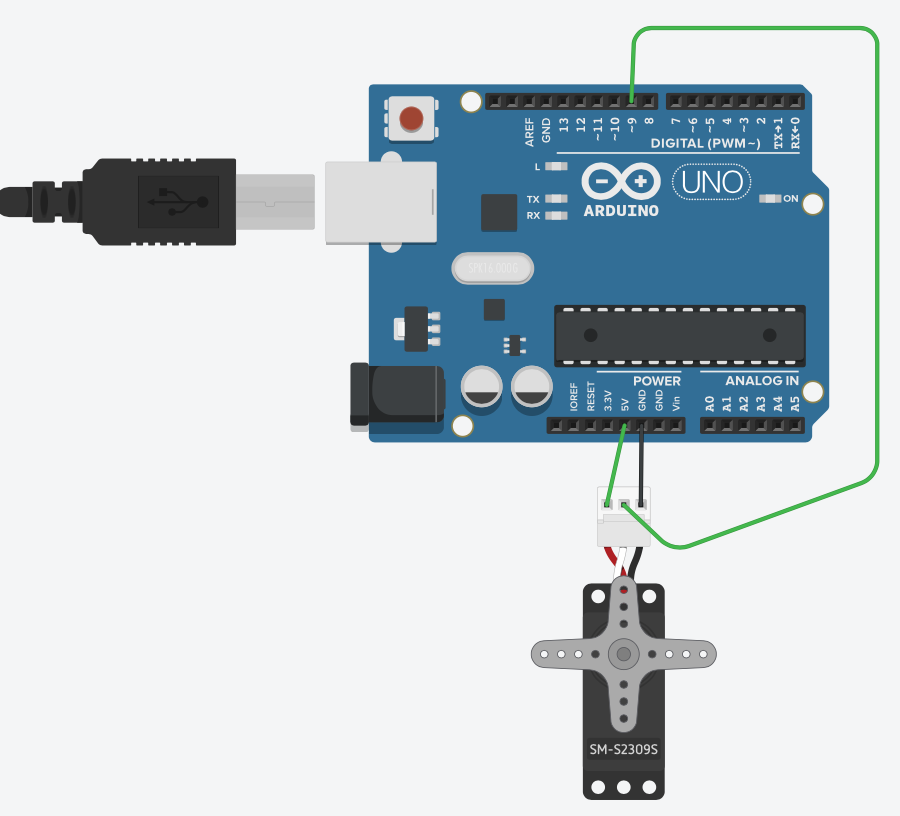 AREF
GND
13
12
~11
~10
~9
8
7
~6
~5
4
~3
2
TX→1
RX←0
DIGITAL (PWM~)
L
TX
RX
ARDUINO
UNO
ON
SPK16.000G
POWER
ANALOG IN
IOREF
RESET
3.3V
5V
GND
GND
Vin
A0
A1
A2
A3
A4
A5
SM-S2309S